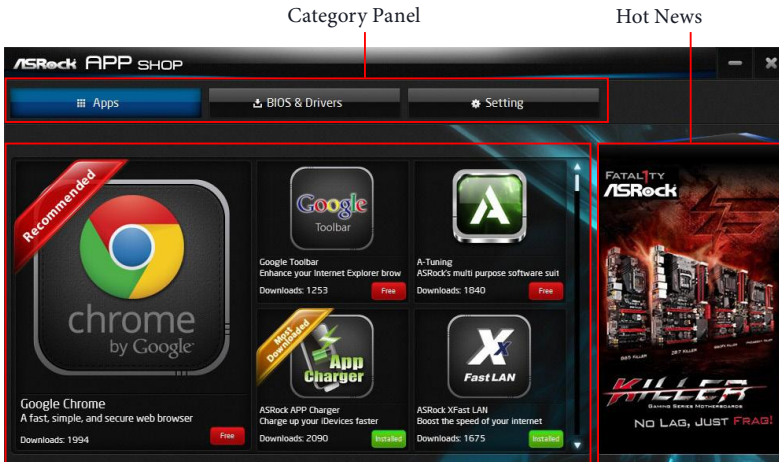 Category Panel
Hot News
ASRock APP SHOP
Apps
BIOS & Drivers
Setting
Recommended
chrome
by Google
Google Chrome
A fast, simple, and secure web browser
Downloads: 1994
Free
Google
Toolbar
Google Toolbar
Enhance your Internet Explorer brow
Downloads: 1253
Free
A
A-Tuning
ASRock's multi purpose software suit
Downloads: 1840
Free
Most
Downloaded
App
Charger
ASRock APP Charger
Charge up your iDevices faster
Downloads: 2090
Installed
X
Fast LAN
ASRock XFast LAN
Boost the speed of your internet
Downloads: 1675
Installed
FATAL1TY
ASRock
KILLER
GAMING SERIES MOTHERBOARDS
NO LAG, JUST FRAG!